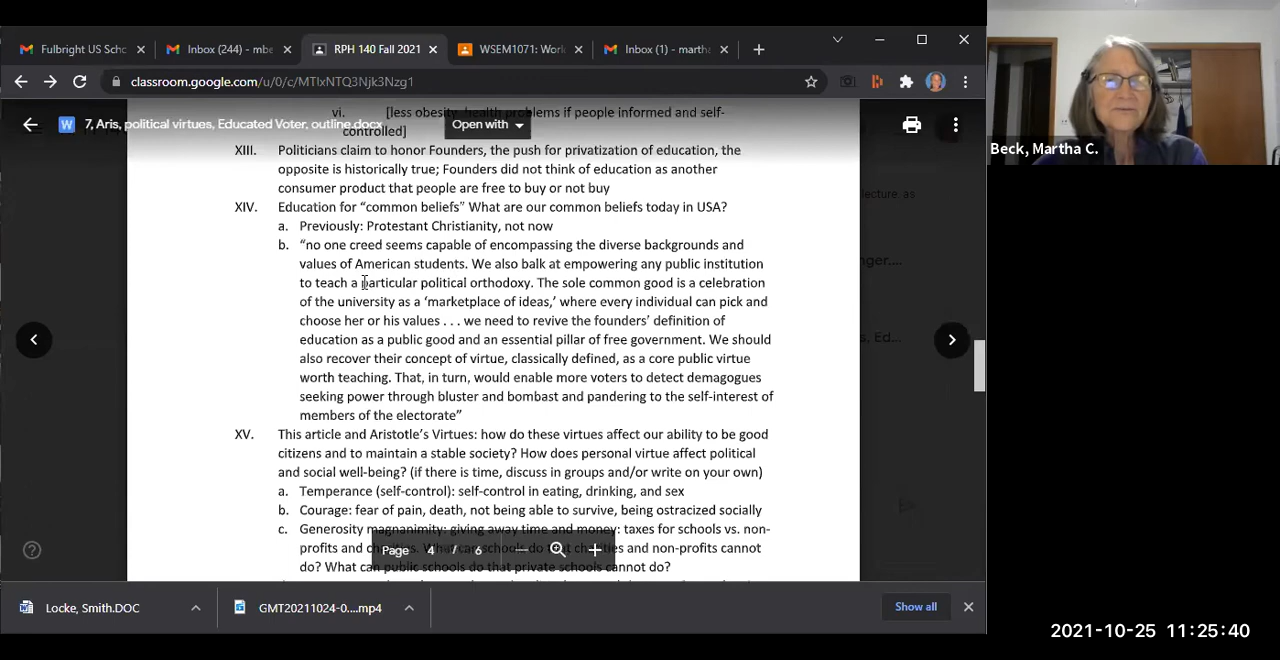 Fulbright US Sch
Inbox (244) - mbe
RPH 140 Fall 2021
WSEM1071: Worl
Inbox (1) - marth
classroom.google.com/u/0/c/MTIxNTQ3Njk3Nzg1
vi. [less obesity, health problems if people informed and self-
7, Aris, political virtues, Educated Voter, outline.docx
Open with
controlled]
XIII. Politicians claim to honor Founders, the push for privatization of education, the
opposite is historically true; Founders did not think of education as another
consumer product that people are free to buy or not buy
XIV. Education for “common beliefs” What are our common beliefs today in USA?
a. Previously: Protestant Christianity, not now
b. “no one creed seems capable of encompassing the diverse backgrounds and
values of American students. We also balk at empowering any public institution
to teach a particular political orthodoxy. The sole common good is a celebration
of the university as a ‘marketplace of ideas,’ where every individual can pick and
choose her or his values . . . we need to revive the founders’ definition of
education as a public good and an essential pillar of free government. We should
also recover their concept of virtue, classically defined, as a core public virtue
worth teaching. That, in turn, would enable more voters to detect demagogues
seeking power through bluster and bombast and pandering to the self-interest of
members of the electorate”
XV. This article and Aristotle’s Virtues: how do these virtues affect our ability to be good
citizens and to maintain a stable society? How does personal virtue affect political
and social well-being? (if there is time, discuss in groups and/or write on your own)
a. Temperance (self-control): self-control in eating, drinking, and sex
b. Courage: fear of pain, death, not being able to survive, being ostracized socially
c. Generosity magnanimity: giving away time and money: taxes for schools vs. non-
profits and charities. What can schools do that charities and non-profits cannot
do? What can public schools do that private schools cannot do?
Page 4 / 6
lecture, as
nger,...
s, Ed...
Locke, Smith.DOC
GMT20211024-0....mp4
Show all
Beck, Martha C.
2021-10-25 11:25:40